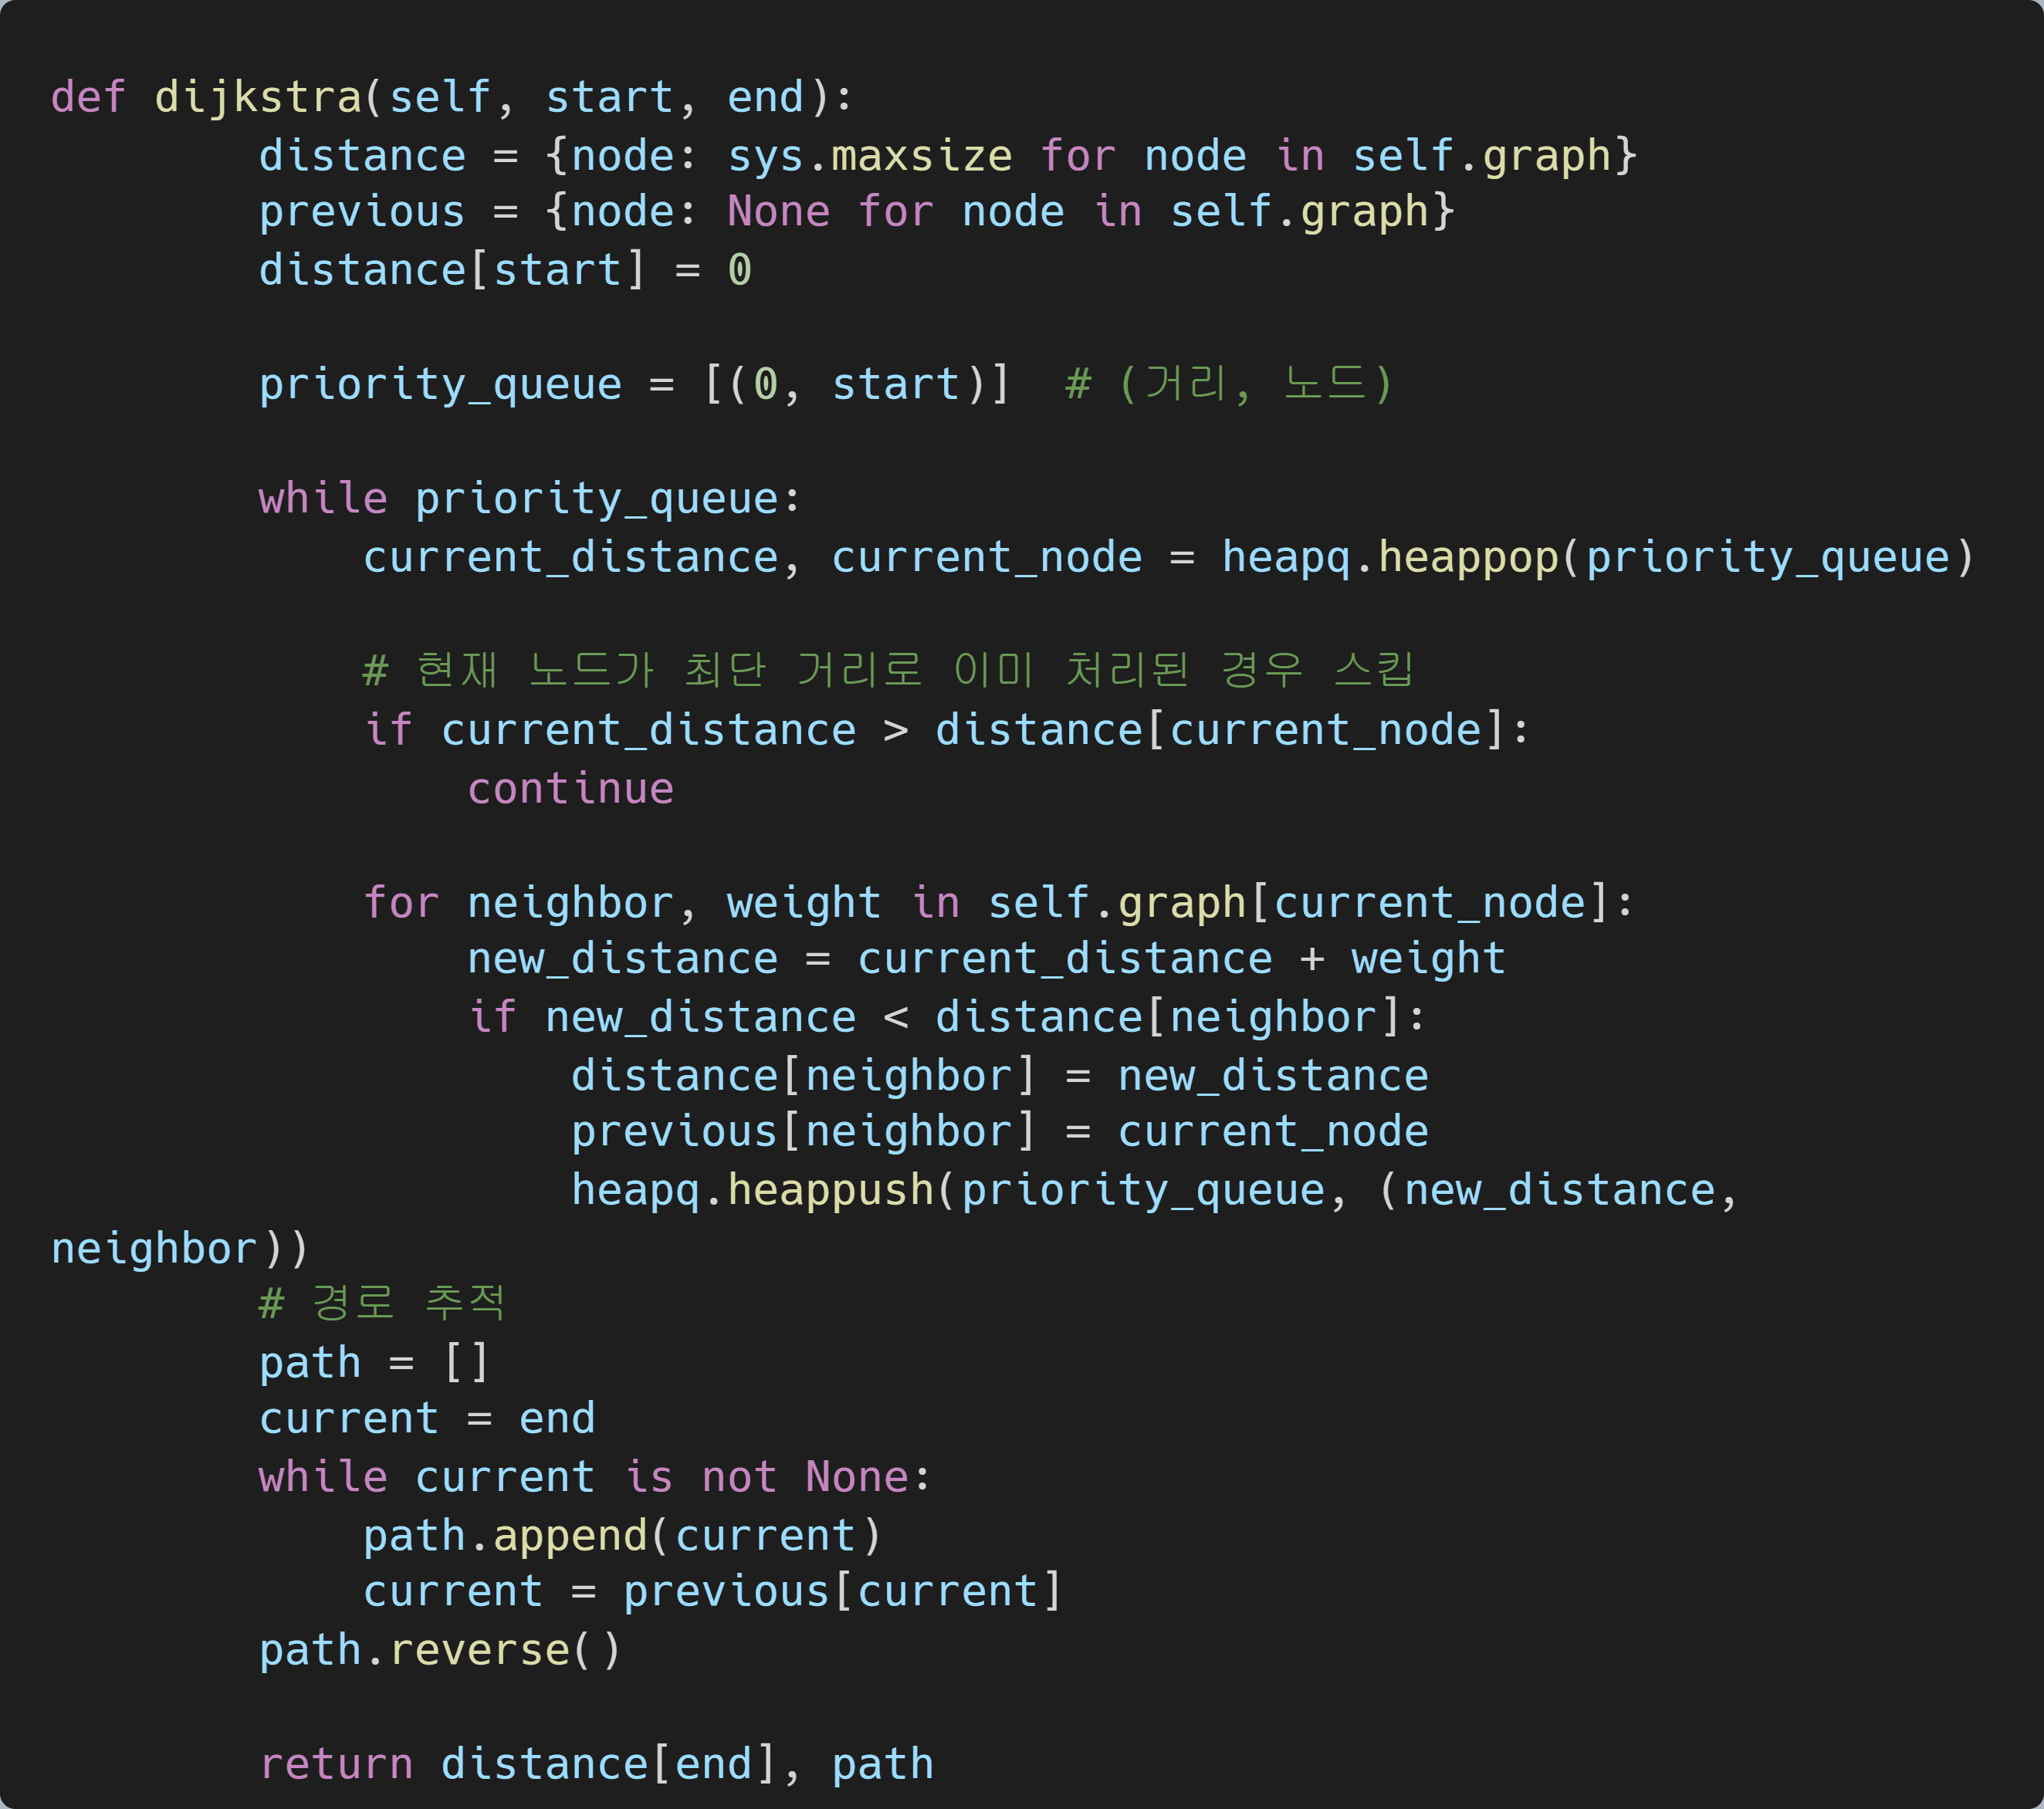 def dijkstra(self, start, end):
        distance = {node: sys.maxsize for node in self.graph}
        previous = {node: None for node in self.graph}
        distance[start] = 0

        priority_queue = [(0, start)]  # (거리, 노드)

        while priority_queue:
            current_distance, current_node = heapq.heappop(priority_queue)

            # 현재 노드가 최단 거리로 이미 처리된 경우 스킵
            if current_distance > distance[current_node]:
                continue

            for neighbor, weight in self.graph[current_node]:
                new_distance = current_distance + weight
                if new_distance < distance[neighbor]:
                    distance[neighbor] = new_distance
                    previous[neighbor] = current_node
                    heapq.heappush(priority_queue, (new_distance,
neighbor))
        # 경로 추적
        path = []
        current = end
        while current is not None:
            path.append(current)
            current = previous[current]
        path.reverse()

        return distance[end], path